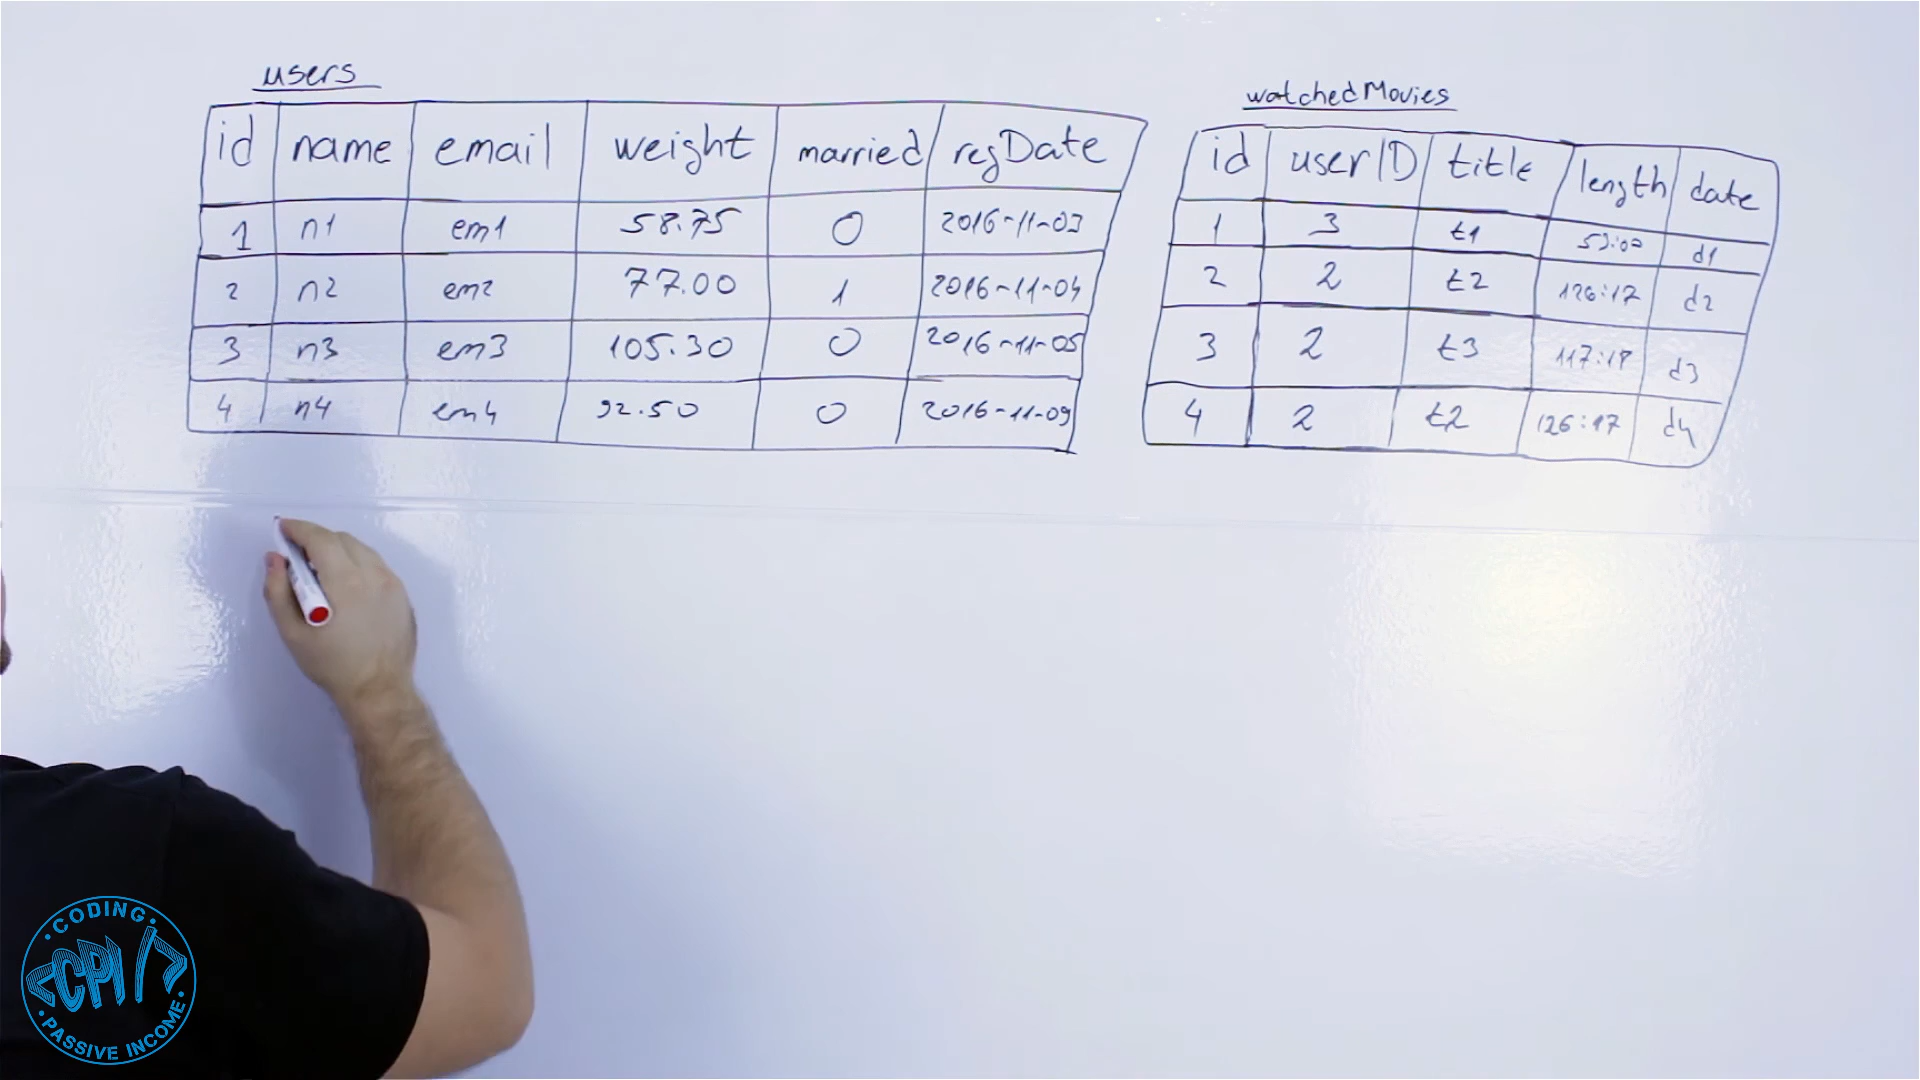 users
id name email weight married regDate
1 n1 em1 58.75 0 2016-11-03
2 n2 em2 77.00 1 2016-11-04
3 n3 em3 105.30 0 2016-11-05
4 n4 em4 92.50 0 2016-11-09
watchedMovies
id userID title length date
1 3 t1 d1
2 2 t2 126:17 d2
3 2 t3 117:18 d3
4 2 t2 126:17 d4
CODING
<CPI/>
PASSIVE INCOME